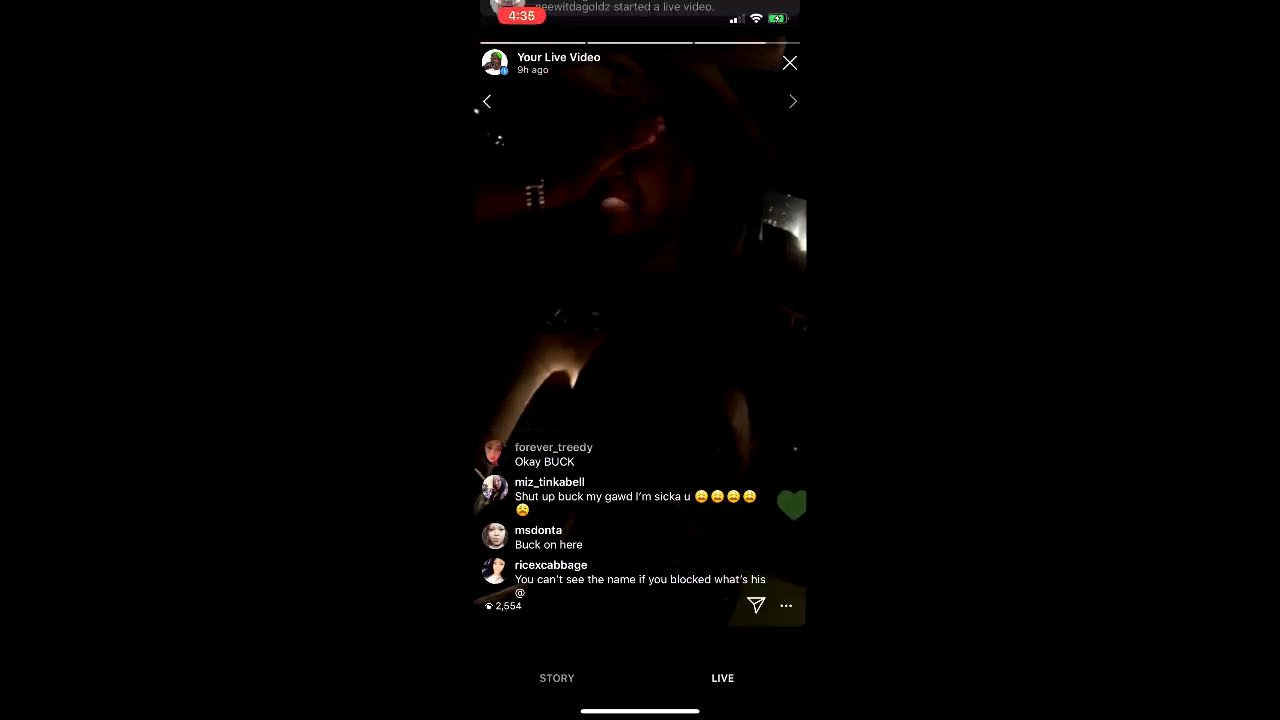 neewitdagoldz started a live video.
4:35
Your Live Video
9h ago
forever_treedy
Okay BUCK
miz_tinkabell
Shut up buck my gawd I'm sicka u 😩😩😩😩
😩
msdonta
Buck on here
ricexcabbage
You can't see the name if you blocked what's his
@
2,554
STORY
LIVE